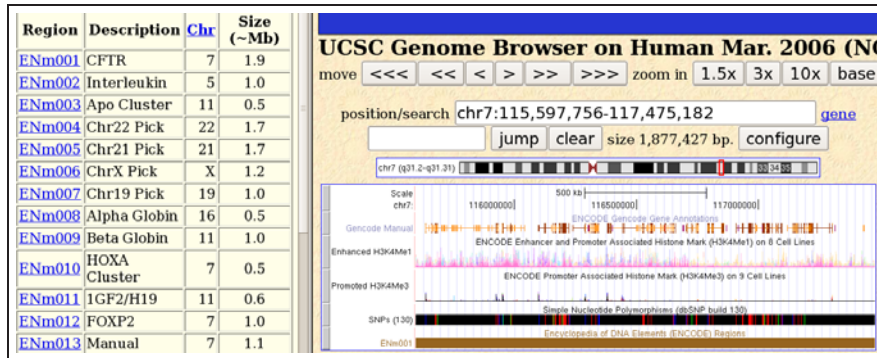 Region Description Chr Size (~Mb)
ENm001 CFTR 7 1.9
ENm002 Interleukin 5 1.0
ENm003 Apo Cluster 11 0.5
ENm004 Chr22 Pick 22 1.7
ENm005 Chr21 Pick 21 1.7
ENm006 ChrX Pick X 1.2
ENm007 Chr19 Pick 19 1.0
ENm008 Alpha Globin 16 0.5
ENm009 Beta Globin 11 1.0
ENm010 HOXA Cluster 7 0.5
ENm011 1GF2/H19 11 0.6
ENm012 FOXP2 7 1.0
ENm013 Manual 7 1.1
UCSC Genome Browser on Human Mar. 2006 (NC
move <<< << < > >> >>> zoom in 1.5x 3x 10x base
position/search chr7:115,597,756-117,475,182 gene
jump clear size 1,877,427 bp. configure
chr7 (q31.2-q31.31) 33 34 35
Scale 500 kb
chr7: 116000000 116500000 117000000
ENCODE Gencode Gene Annotations
Gencode Manual
ENCODE Enhancer and Promoter Associated Histone Mark (H3K4Me1) on 8 Cell Lines
Enhanced H3K4Me1
ENCODE Promoter Associated Histone Mark (H3K4Me3) on 9 Cell Lines
Promoted H3K4Me3
Simple Nucleotide Polymorphisms (dbSNP build 130)
SNPs (130)
Encyclopedia of DNA Elements (ENCODE) Regions
ENm001